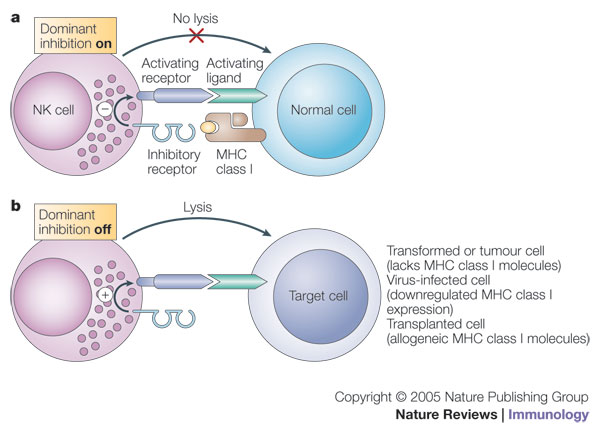 a
Dominant
inhibition on
No lysis
Activating
receptor
Activating
ligand
NK cell
−
Normal cell
Inhibitory
receptor
MHC
class I
b
Dominant
inhibition off
Lysis
+
Target cell
Transformed or tumour cell
(lacks MHC class I molecules)
Virus-infected cell
(downregulated MHC class I
expression)
Transplanted cell
(allogeneic MHC class I molecules)
Copyright © 2005 Nature Publishing Group
Nature Reviews | Immunology